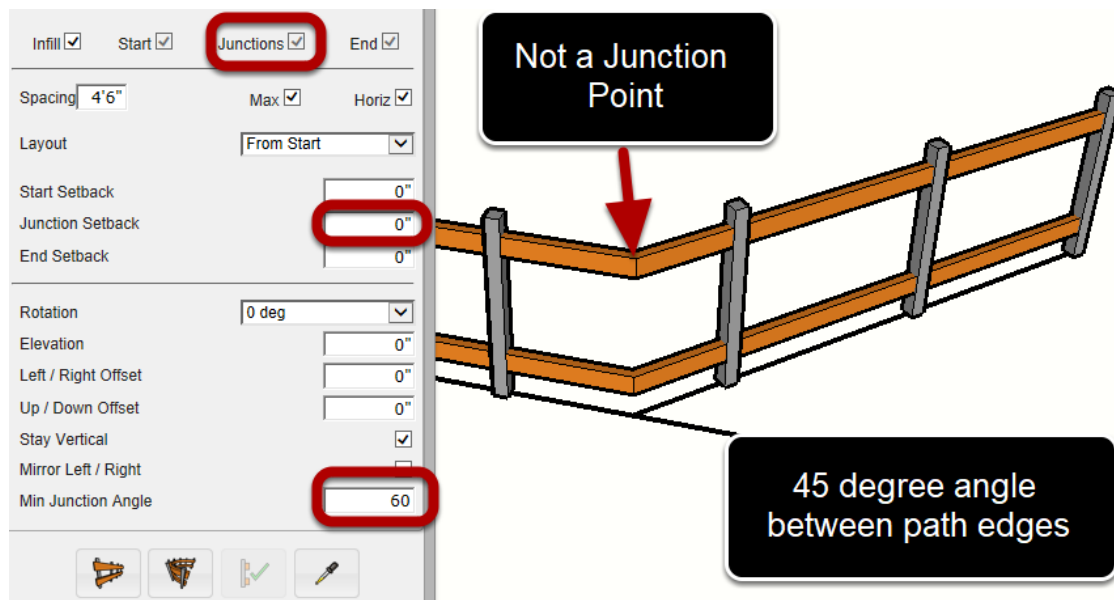 Infill Start Junctions End
Spacing 4'6" Max Horiz
Layout From Start
Start Setback 0"
Junction Setback 0"
End Setback 0"
Rotation 0 deg
Elevation 0"
Left / Right Offset 0"
Up / Down Offset 0"
Stay Vertical
Mirror Left / Right
Min Junction Angle 60
Not a Junction
Point
45 degree angle
between path edges